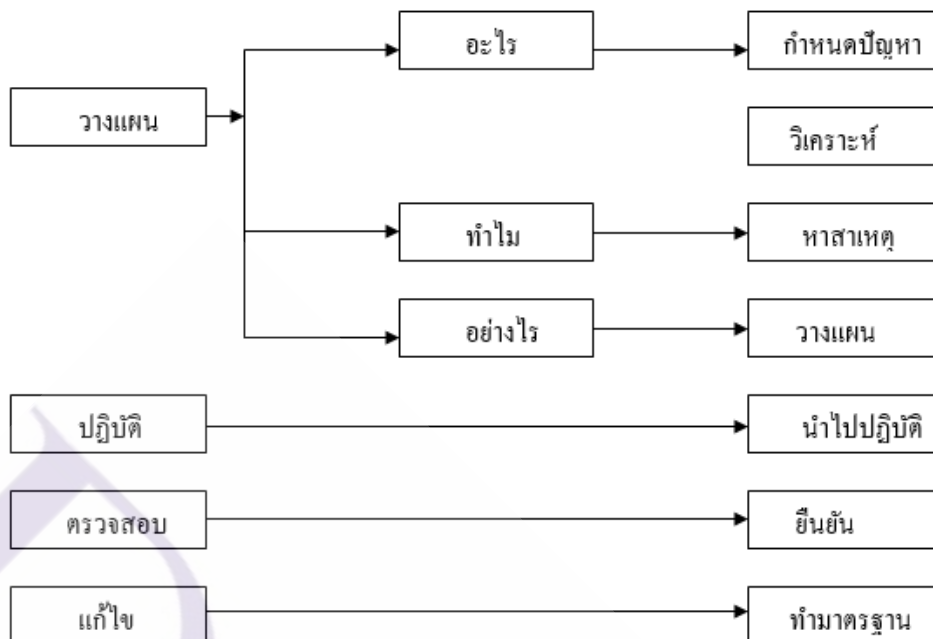 อะไร
กำหนดปัญหา
วางแผน
วิเคราะห์
ทำไม
หาสาเหตุ
อย่างไร
วางแผน
ปฏิบัติ
นำไปปฏิบัติ
ตรวจสอบ
ยืนยัน
แก้ไข
ทำมาตรฐาน